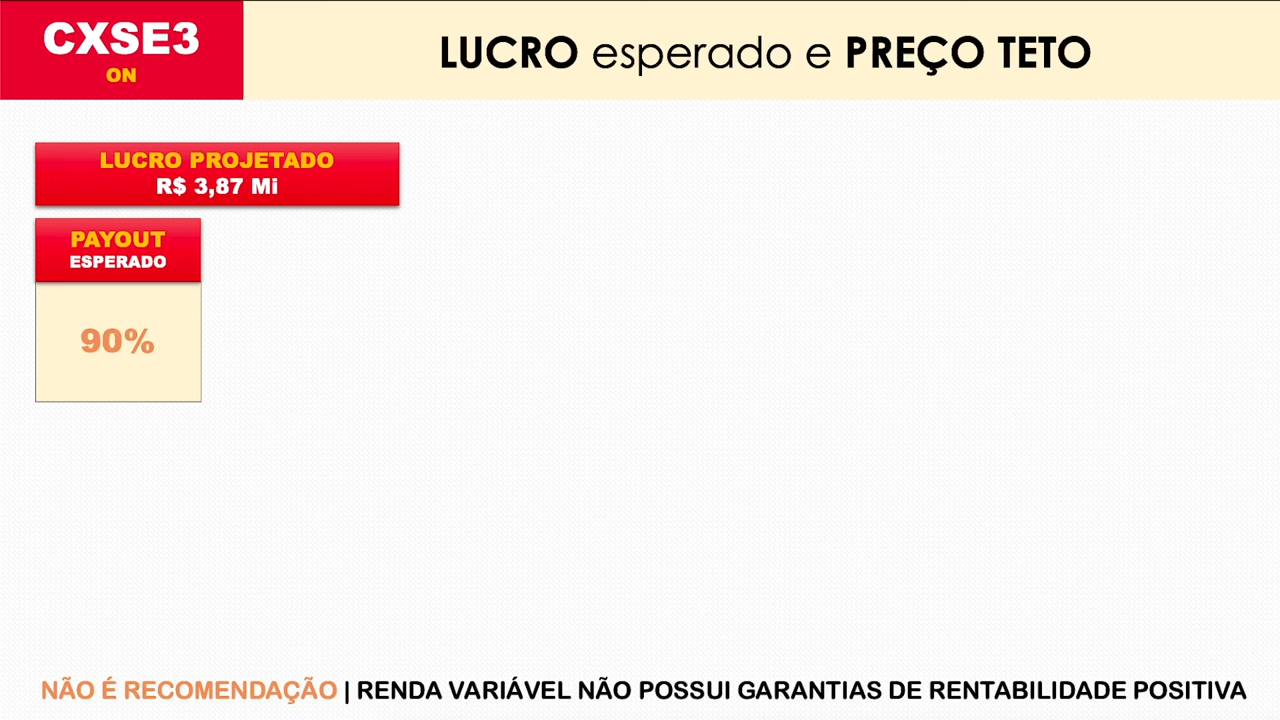 CXSE3
ON
LUCRO esperado e PREÇO TETO
LUCRO PROJETADO
R$ 3,87 Mi
PAYOUT
ESPERADO
90%
NÃO É RECOMENDAÇÃO | RENDA VARIÁVEL NÃO POSSUI GARANTIAS DE RENTABILIDADE POSITIVA